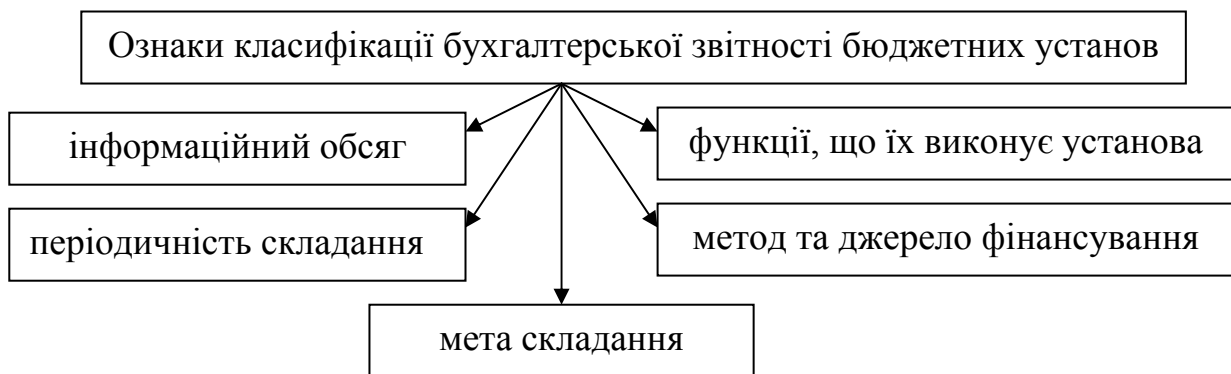 Ознаки класифікації бухгалтерської звітності бюджетних установ
інформаційний обсяг
функції, що їх виконує установа
періодичність складання
метод та джерело фінансування
мета складання